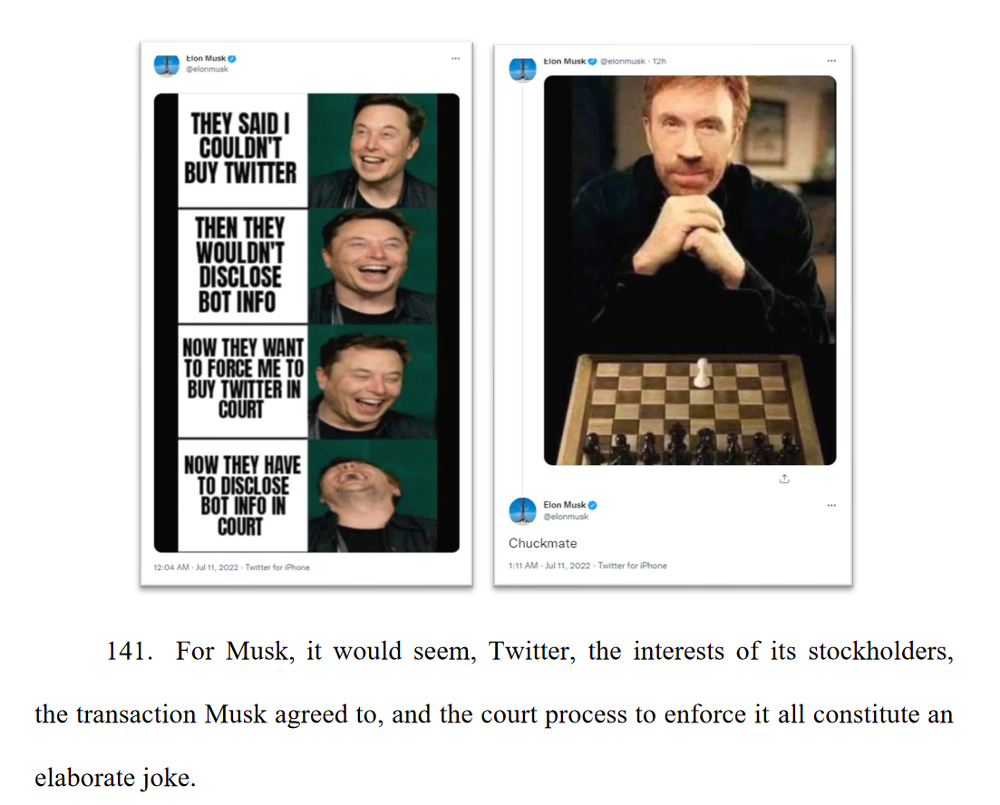 Elon Musk
@elonmusk
THEY SAID I
COULDN'T
BUY TWITTER
THEN THEY
WOULDN'T
DISCLOSE
BOT INFO
NOW THEY WANT
TO FORCE ME TO
BUY TWITTER IN
COURT
NOW THEY HAVE
TO DISCLOSE
BOT INFO IN
COURT
12:04 AM · Jul 11, 2022 · Twitter for iPhone
Elon Musk @elonmusk · 12h
Elon Musk
@elonmusk
Chuckmate
1:11 AM · Jul 11, 2022 · Twitter for iPhone
141. For Musk, it would seem, Twitter, the interests of its stockholders,
the transaction Musk agreed to, and the court process to enforce it all constitute an
elaborate joke.